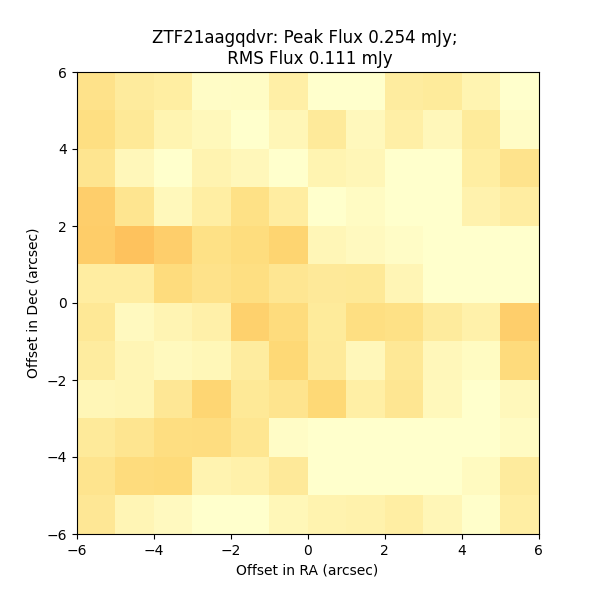 ZTF21aagqdvr: Peak Flux 0.254 mJy;
RMS Flux 0.111 mJy
6
4
2
0
−2
−4
−6
Offset in Dec (arcsec)
−6 −4 −2 0 2 4 6
Offset in RA (arcsec)